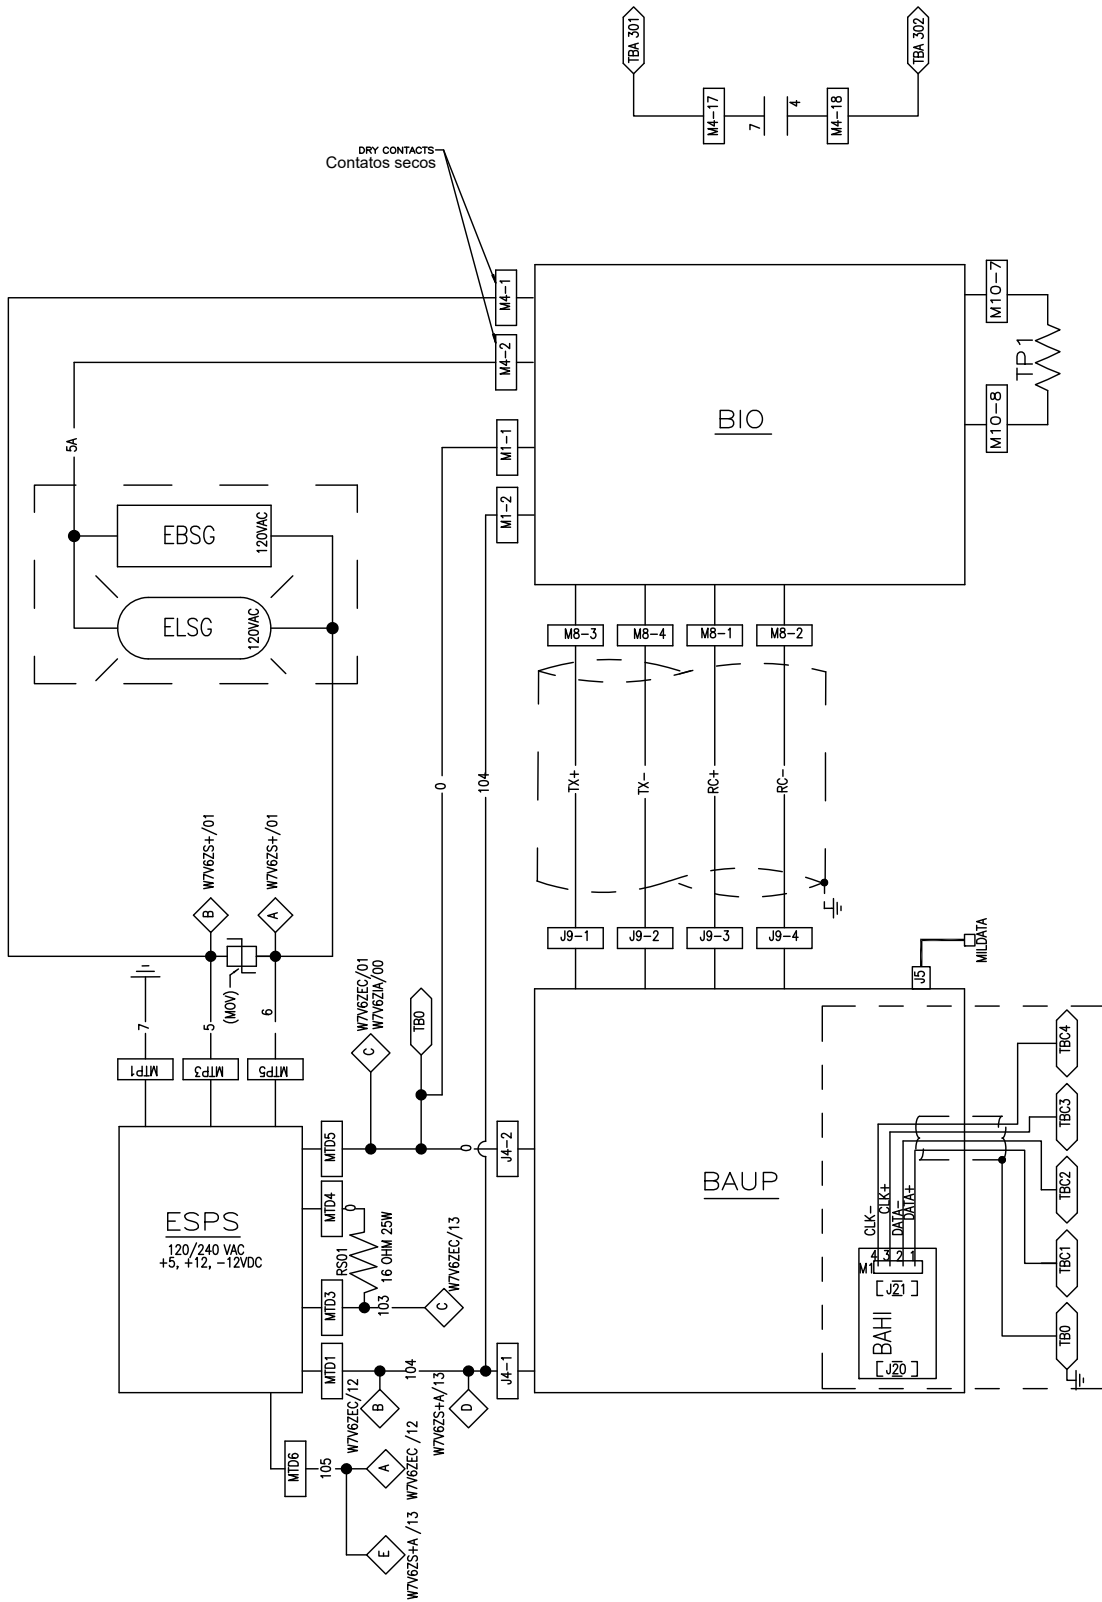 TBA 301
TBA 302
M4-17
7
4
M4-18
DRY CONTACTS
Contatos secos
M4-1
M4-2
M1-1
M1-2
M10-7
M10-8
TP1
BIO
5A
EBSG
120VAC
ELSG
120VAC
M8-3
M8-4
M8-1
M8-2
0
104
TX+
TX-
RC+
RC-
B
W7V6ZS+/01
A
W7V6ZS+/01
(MOV)
7
5
6
MTP1
MTP3
MTP5
C
W7V6ZEC/01
W7V6ZIA/00
TB0
J9-1
J9-2
J9-3
J9-4
J5
MILDATA
ESPS
120/240 VAC
+5, +12, -12VDC
MTD5
MTD4
0
MTD3
MTD1
RS01
16 OHM 25W
103
C
W7V6ZEC/13
0
J4-2
104
J4-1
B
W7V6ZEC/12
D
W7V6ZS+A/13
MTD6
105
A
W7V6ZEC /12
E
W7V6ZS+A /13
BAUP
CLK-
CLK+
DATA-
DATA+
M1
4
3
2
1
J21
BAHI
J20
TBC4
TBC3
TBC2
TBC1
TB0